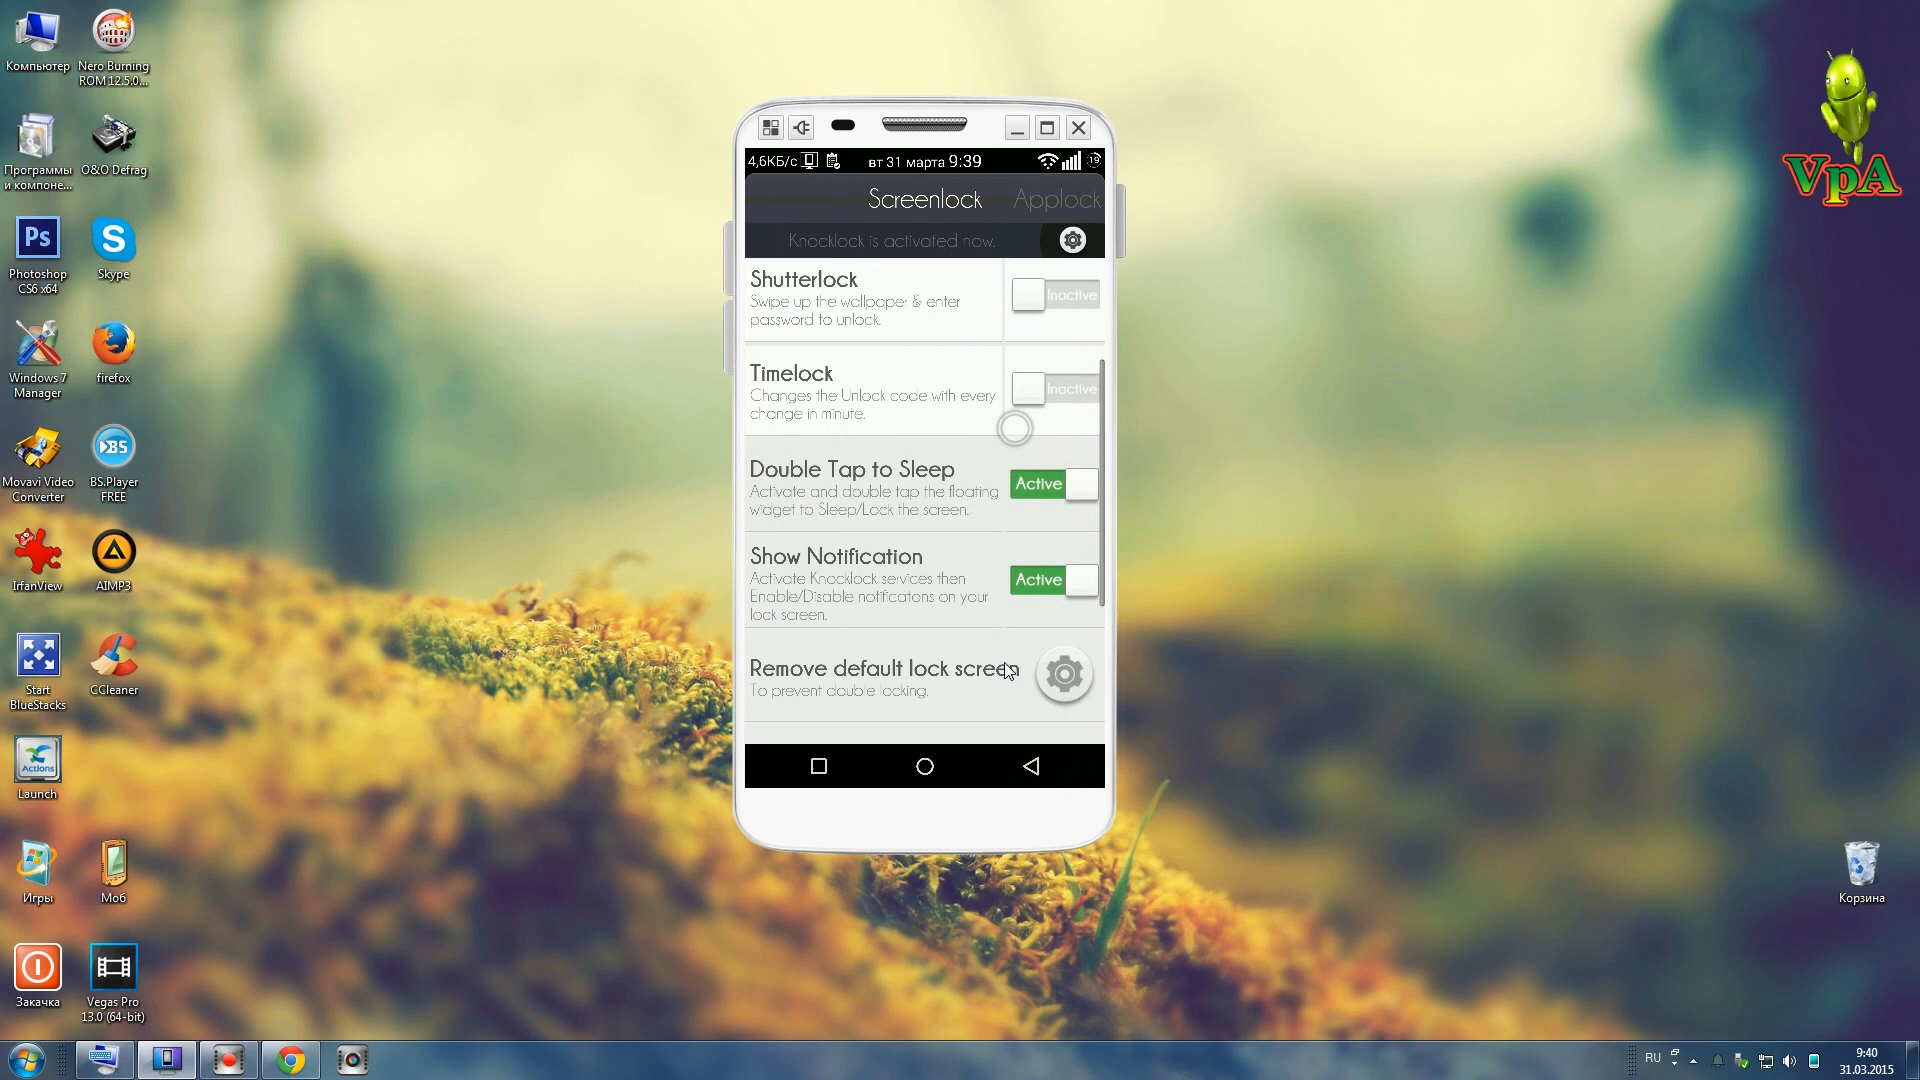 Компьютер
Nero Burning
ROM 12.5.0...
Программы
и компоне...
O&O Defrag
Ps
Photoshop
CS6 x64
Skype
Windows 7
Manager
firefox
Movavi Video
Converter
BS
BS.Player
FREE
IrfanView
AIMP3
Start
BlueStacks
CCleaner
Actions
Launch
Игры
Моб
Закачка
Vegas Pro
13.0 (64-bit)
4,6КБ/с
вт 31 марта 9:39
19
Screenlock
Applock
Knocklock is activated now.
Shutterlock
Swipe up the wallpaper & enter
password to unlock.
Inactive
Timelock
Changes the Unlock code with every
change in minute.
Inactive
Double Tap to Sleep
Activate and double tap the floating
widget to Sleep/Lock the screen.
Active
Show Notification
Activate Knocklock services then
Enable/Disable notificatons on your
lock screen.
Active
Remove default lock screen
To prevent double locking.
VpA
Корзина
RU
9:40
31.03.2015